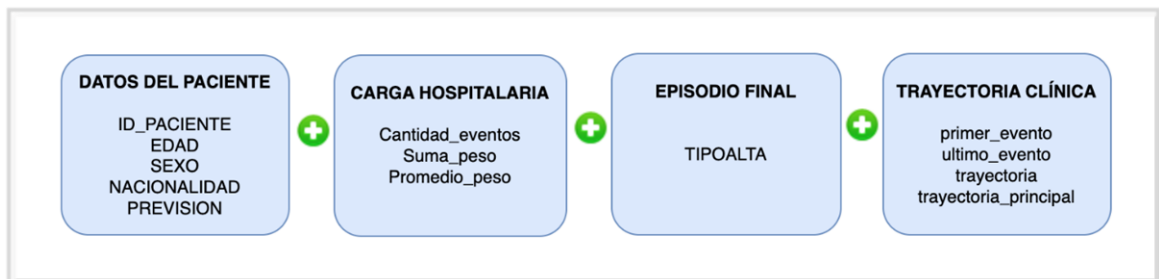 DATOS DEL PACIENTE
ID_PACIENTE
EDAD
SEXO
NACIONALIDAD
PREVISION
CARGA HOSPITALARIA
Cantidad_eventos
Suma_peso
Promedio_peso
EPISODIO FINAL
TIPOALTA
TRAYECTORIA CLÍNICA
primer_evento
ultimo_evento
trayectoria
trayectoria_principal